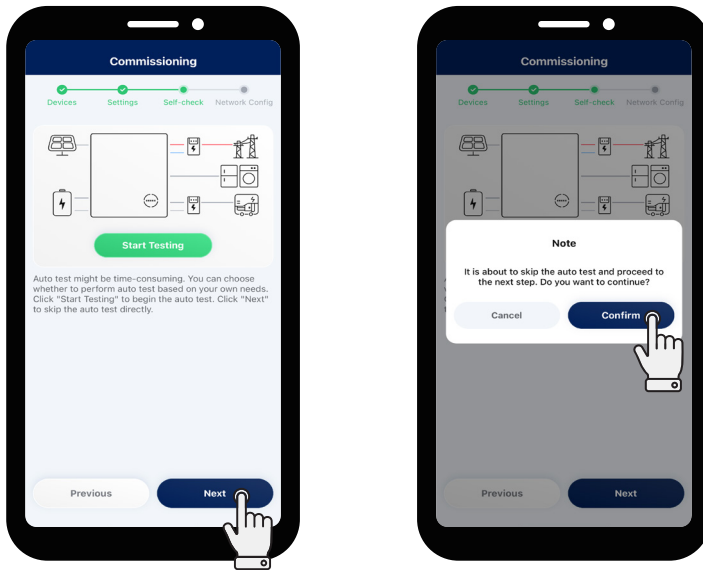 Commissioning
Devices Settings Self-check Network Config
Start Testing
Auto test might be time-consuming. You can choose
whether to perform auto test based on your own needs.
Click "Start Testing" to begin the auto test. Click "Next"
to skip the auto test directly.
Previous Next
Commissioning
Devices Settings Self-check Network Config
Note
It is about to skip the auto test and proceed to
the next step. Do you want to continue?
Cancel Confirm
Previous Next